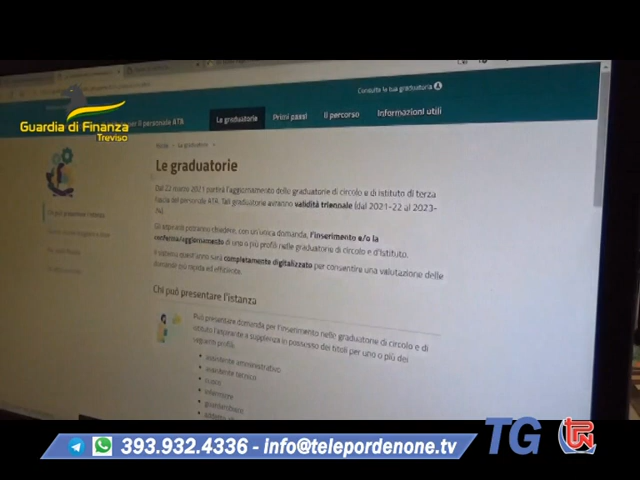 Consulta le tue graduatorie
per il personale ATA
Le graduatorie
Primi passi
Il percorso
Informazioni utili
Guardia di Finanza
Treviso
Le graduatorie
Dal 22 marzo 2021 partirà l'aggiornamento delle graduatorie di circolo e di istituto di terza
fascia del personale ATA. Tali graduatorie avranno validità triennale (dal 2021-22 al 2023-
24).
Gli aspiranti potranno chiedere, con un'unica domanda, l'inserimento e/o la
conferma/aggiornamento di uno o più profili nelle graduatorie di circolo e d'istituto.
Il sistema quest'anno sarà completamente digitalizzato per consentire una valutazione delle
domande più rapida ed efficiente.
Chi può presentare l'istanza
Chi può presentare l'istanza
Può presentare domanda per l'inserimento nelle graduatorie di circolo e di
istituto l'aspirante a supplenza in possesso dei titoli per uno o più dei
seguenti profili:
• assistente amministrativo
• assistente tecnico
• cuoco
• infermiere
• guardarobiere
393.932.4336 - info@telepordenone.tv
TG
TPN